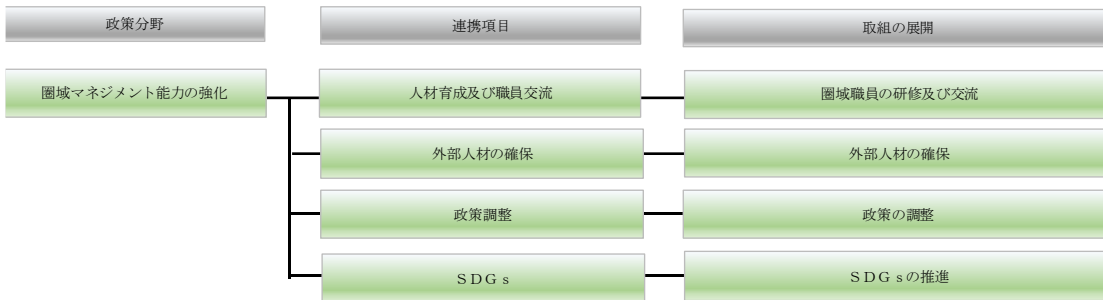 政策分野
連携項目
取組の展開
圏域マネジメント能力の強化
人材育成及び職員交流
圏域職員の研修及び交流
外部人材の確保
外部人材の確保
政策調整
政策の調整
ＳＤＧｓ
ＳＤＧｓの推進